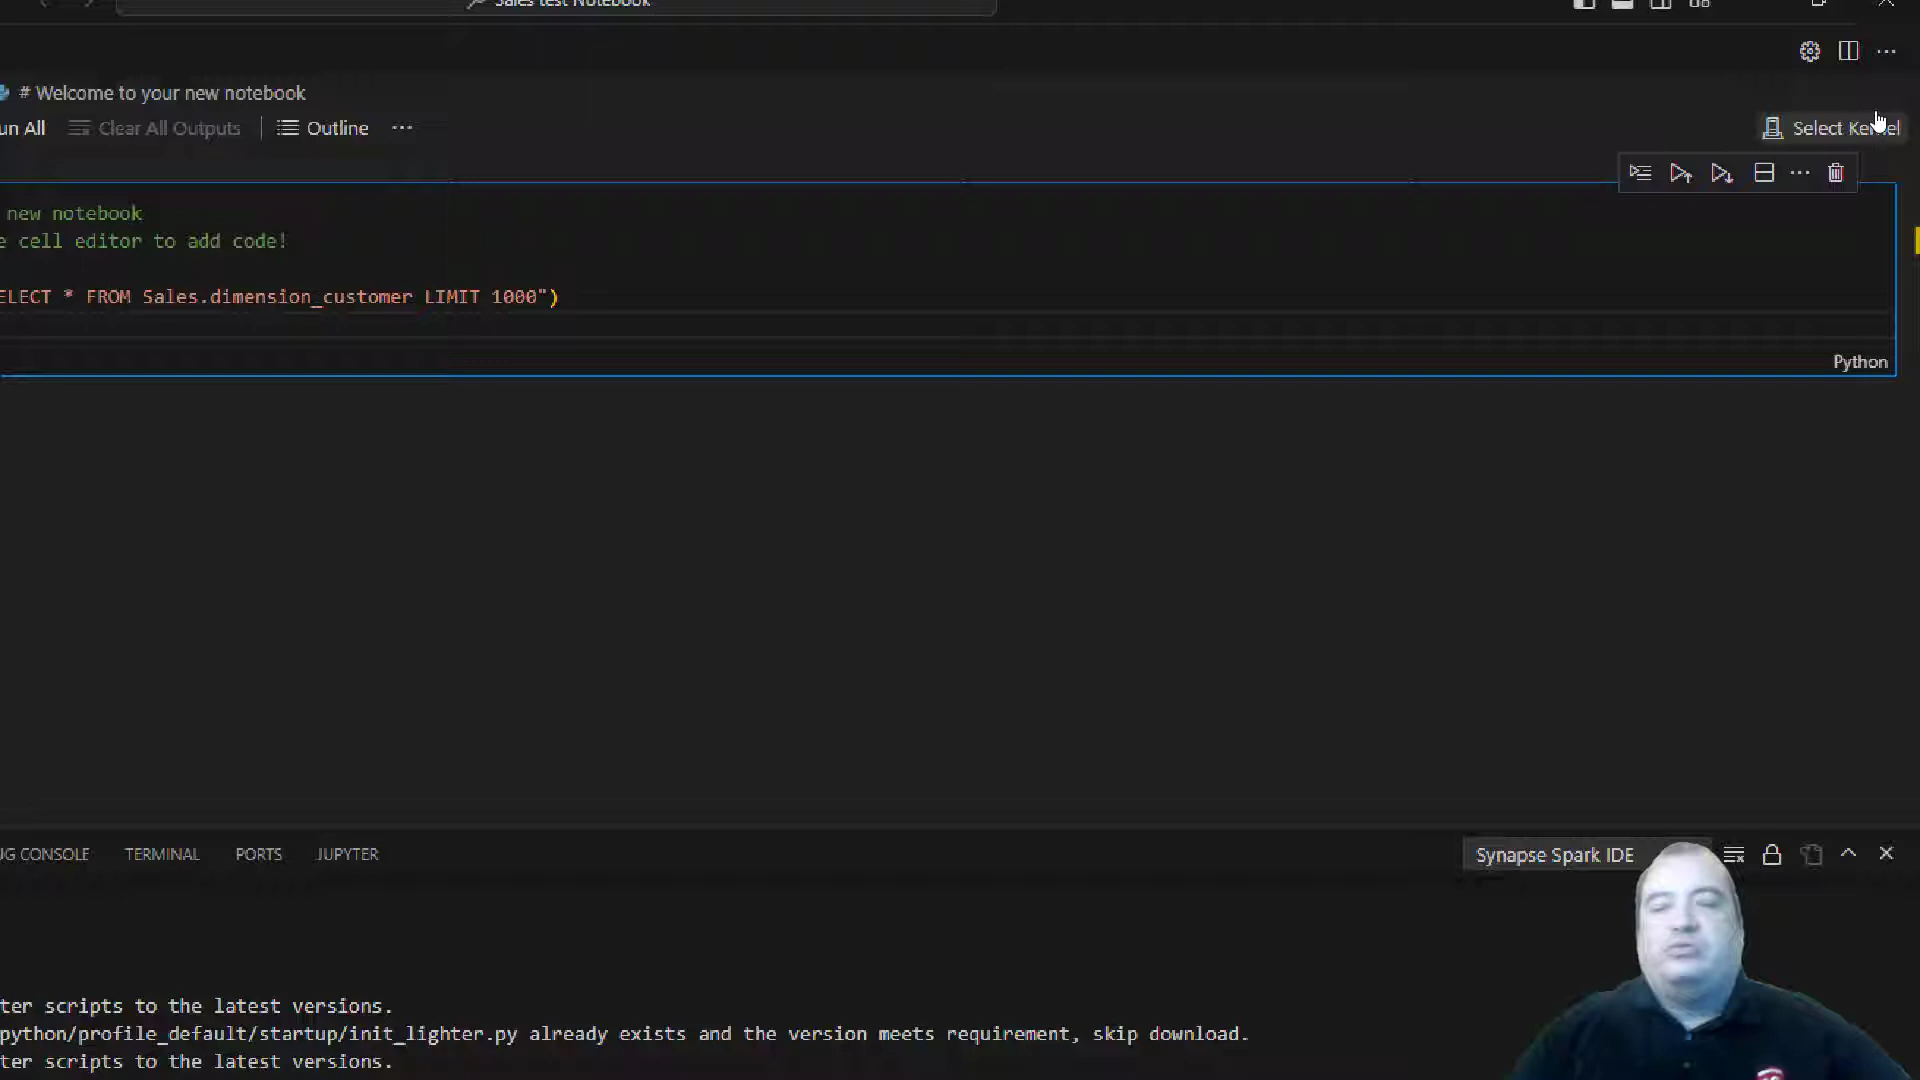 Sales test Notebook
# Welcome to your new notebook
un All Clear All Outputs Outline ...
Select Kernel
new notebook
e cell editor to add code!
ELECT * FROM Sales.dimension_customer LIMIT 1000")
Python
UG CONSOLE TERMINAL PORTS JUPYTER
Synapse Spark IDE
ter scripts to the latest versions.
python/profile_default/startup/init_lighter.py already exists and the version meets requirement, skip download.
ter scripts to the latest versions.